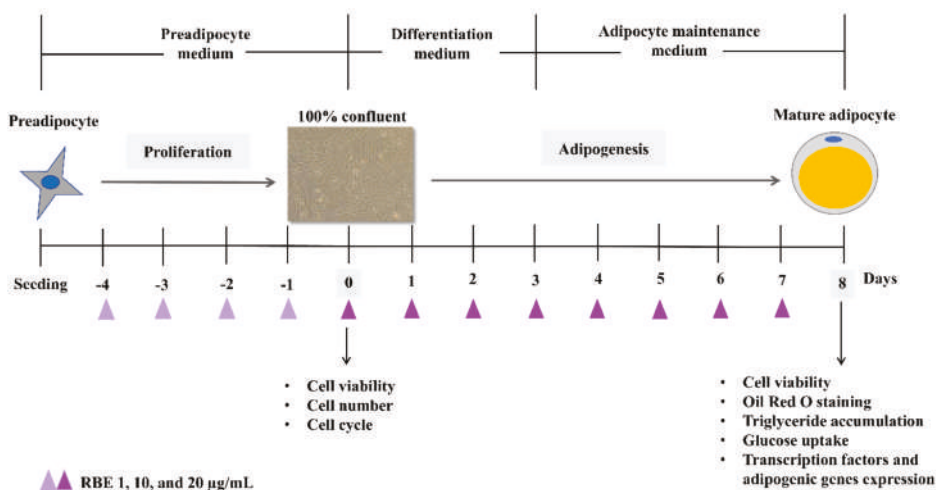 Preadipocyte
medium
Differentiation
medium
Adipocyte maintenance
medium
Preadipocyte
100% confluent
Mature adipocyte
Proliferation
Adipogenesis
Seeding -4 -3 -2 -1 0 1 2 3 4 5 6 7 8 Days
• Cell viability
• Cell number
• Cell cycle
• Cell viability
• Oil Red O staining
• Triglyceride accumulation
• Glucose uptake
• Transcription factors and
adipogenic genes expression
RBE 1, 10, and 20 µg/mL